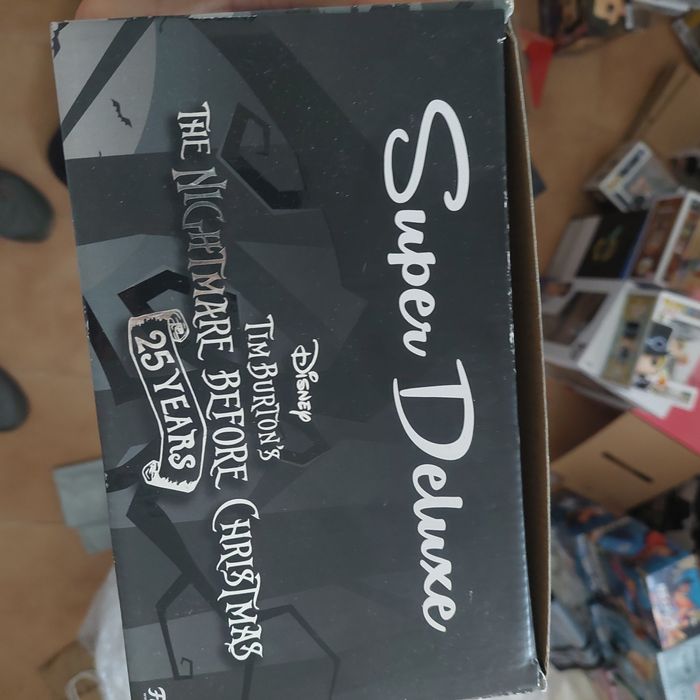 Super Deluxe
Disney
Tim Burton's
The Nightmare Before Christmas
25 Years